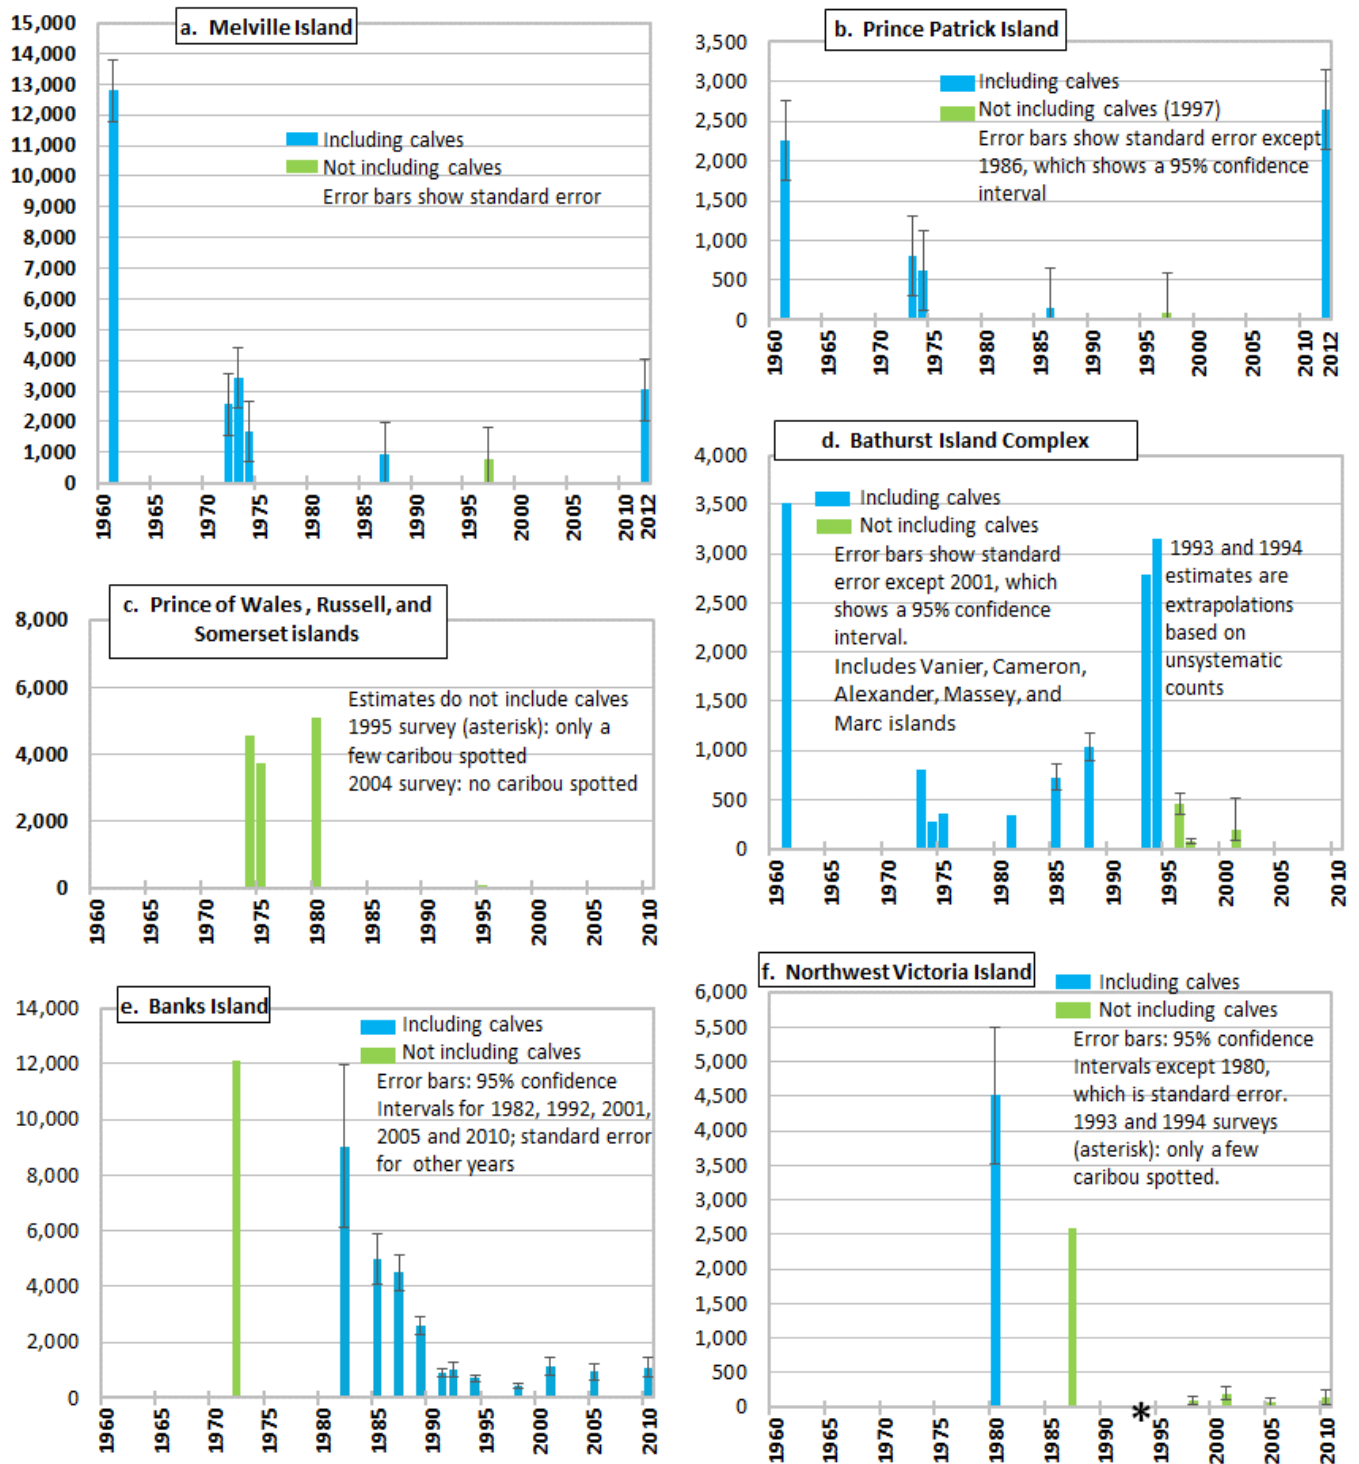 a. Melville Island
15,000
14,000
13,000
12,000
11,000
10,000
9,000
8,000
7,000
6,000
5,000
4,000
3,000
2,000
1,000
0
Including calves
Not including calves
Error bars show standard error
1960
1965
1970
1975
1980
1985
1990
1995
2000
2005
2010
2012
b. Prince Patrick Island
3,500
3,000
2,500
2,000
1,500
1,000
500
0
Including calves
Not including calves (1997)
Error bars show standard error except
1986, which shows a 95% confidence
interval
1960
1965
1970
1975
1980
1985
1990
1995
2000
2005
2010
2012
c. Prince of Wales, Russell, and
Somerset islands
8,000
6,000
4,000
2,000
0
Estimates do not include calves
1995 survey (asterisk): only a
few caribou spotted
2004 survey: no caribou spotted
1960
1965
1970
1975
1980
1985
1990
1995
2000
2005
2010
d. Bathurst Island Complex
4,000
3,500
3,000
2,500
2,000
1,500
1,000
500
0
Including calves
Not including calves
Error bars show standard
error except 2001, which
shows a 95% confidence
interval.
Includes Vanier, Cameron,
Alexander, Massey, and
Marc islands
1993 and 1994
estimates are
extrapolations
based on
unsystematic
counts
1960
1965
1970
1975
1980
1985
1990
1995
2000
2005
2010
e. Banks Island
14,000
12,000
10,000
8,000
6,000
4,000
2,000
0
Including calves
Not including calves
Error bars: 95% confidence
Intervals for 1982, 1992, 2001,
2005 and 2010; standard error
for other years
1960
1965
1970
1975
1980
1985
1990
1995
2000
2005
2010
f. Northwest Victoria Island
6,000
5,500
5,000
4,500
4,000
3,500
3,000
2,500
2,000
1,500
1,000
500
0
Including calves
Not including calves
Error bars: 95% confidence
Intervals except 1980,
which is standard error.
1993 and 1994 surveys
(asterisk): only a few
caribou spotted.
*
1960
1965
1970
1975
1980
1985
1990
1995
2000
2005
2010